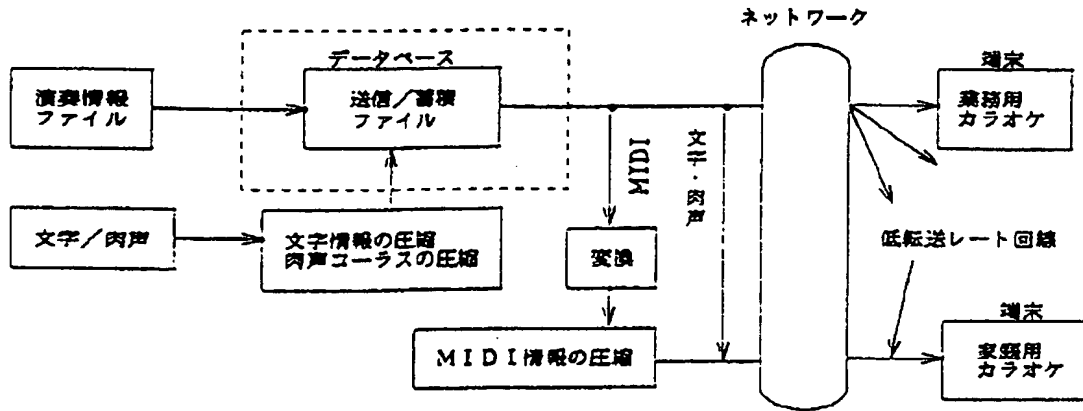 ネットワーク
データベース
演奏情報
ファイル
送信／蓄積
ファイル
端末
業務用
カラオケ
MIDI
文字・肉声
文字／肉声
文字情報の圧縮
肉声コーラスの圧縮
変換
低転送レート回線
MIDI情報の圧縮
端末
家庭用
カラオケ